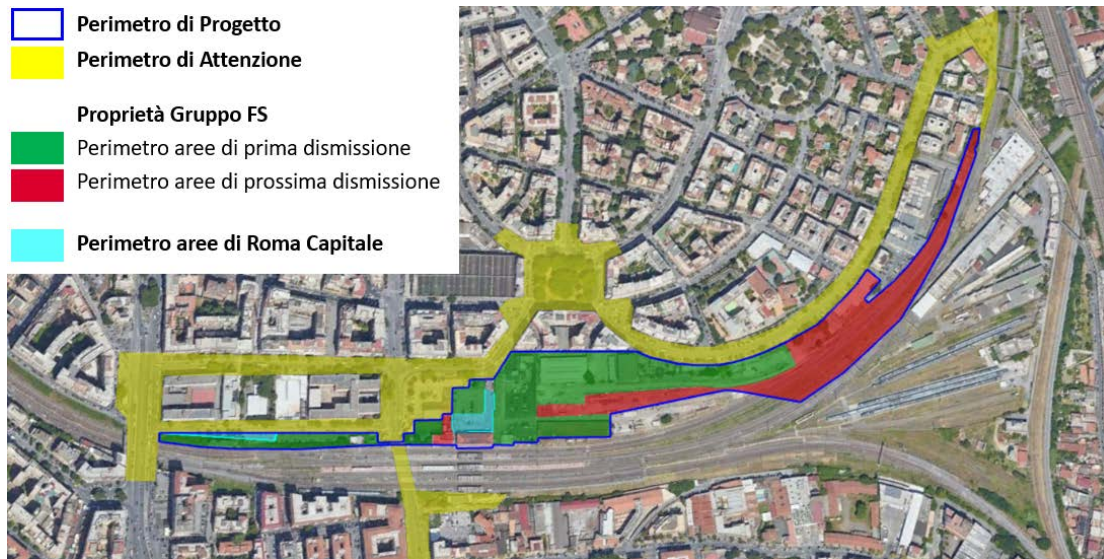 Perimetro di Progetto
Perimetro di Attenzione
Proprietà Gruppo FS
Perimetro aree di prima dismissione
Perimetro aree di prossima dismissione
Perimetro aree di Roma Capitale